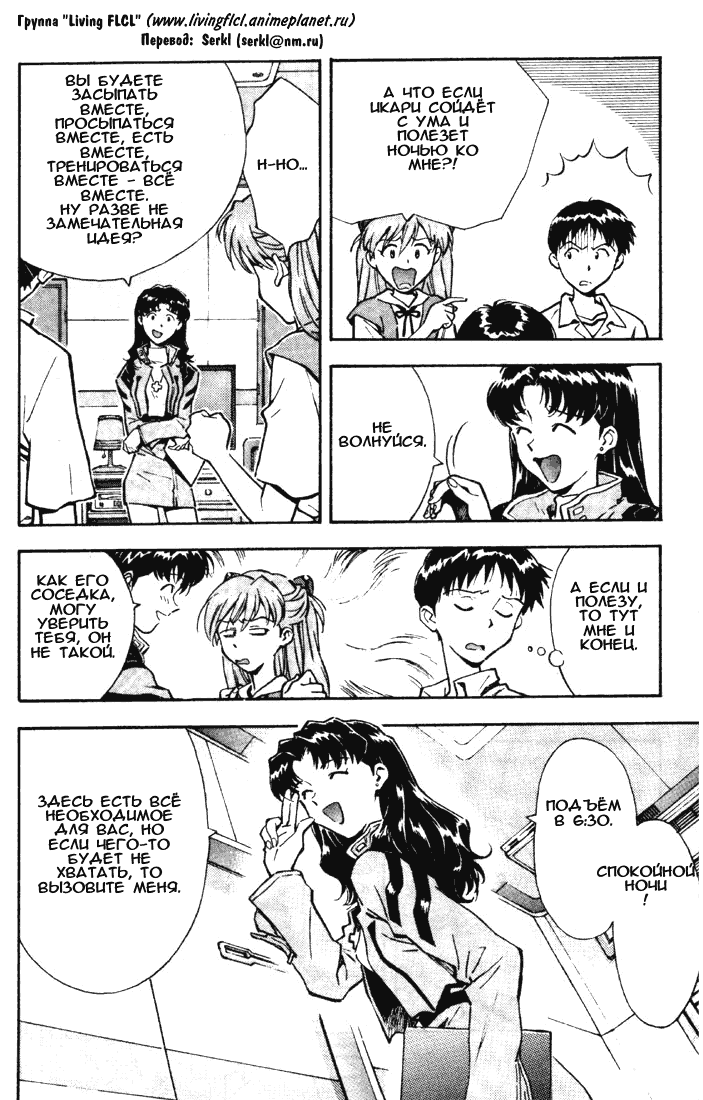 Группа "Living FLCL" (www.livingflcl.animeplanet.ru)
Перевод: Serkl (serkl@nm.ru)
ВЫ БУДЕТЕ
ЗАСЫПАТЬ
ВМЕСТЕ,
ПРОСЫПАТЬСЯ
ВМЕСТЕ, ЕСТЬ
ВМЕСТЕ,
ТРЕНИРОВАТЬСЯ
ВМЕСТЕ - ВСЁ
ВМЕСТЕ.
НУ РАЗВЕ НЕ
ЗАМЕЧАТЕЛЬНАЯ
ИДЕЯ?
Н-НО...
А ЧТО ЕСЛИ
ИКАРИ СОЙДЁТ
С УМА И
ПОЛЕЗЕТ
НОЧЬЮ КО
МНЕ?!
НЕ
ВОЛНУЙСЯ.
КАК ЕГО
СОСЕДКА,
МОГУ
УВЕРИТЬ
ТЕБЯ, ОН
НЕ ТАКОЙ.
А ЕСЛИ И
ПОЛЕЗУ,
ТО ТУТ
МНЕ И
КОНЕЦ.
ЗДЕСЬ ЕСТЬ ВСЁ
НЕОБХОДИМОЕ
ДЛЯ ВАС, НО
ЕСЛИ ЧЕГО-ТО
БУДЕТ НЕ
ХВАТАТЬ, ТО
ВЫЗОВИТЕ МЕНЯ.
ПОДЪЁМ
В 6:30.
СПОКОЙНОЙ
НОЧИ
!